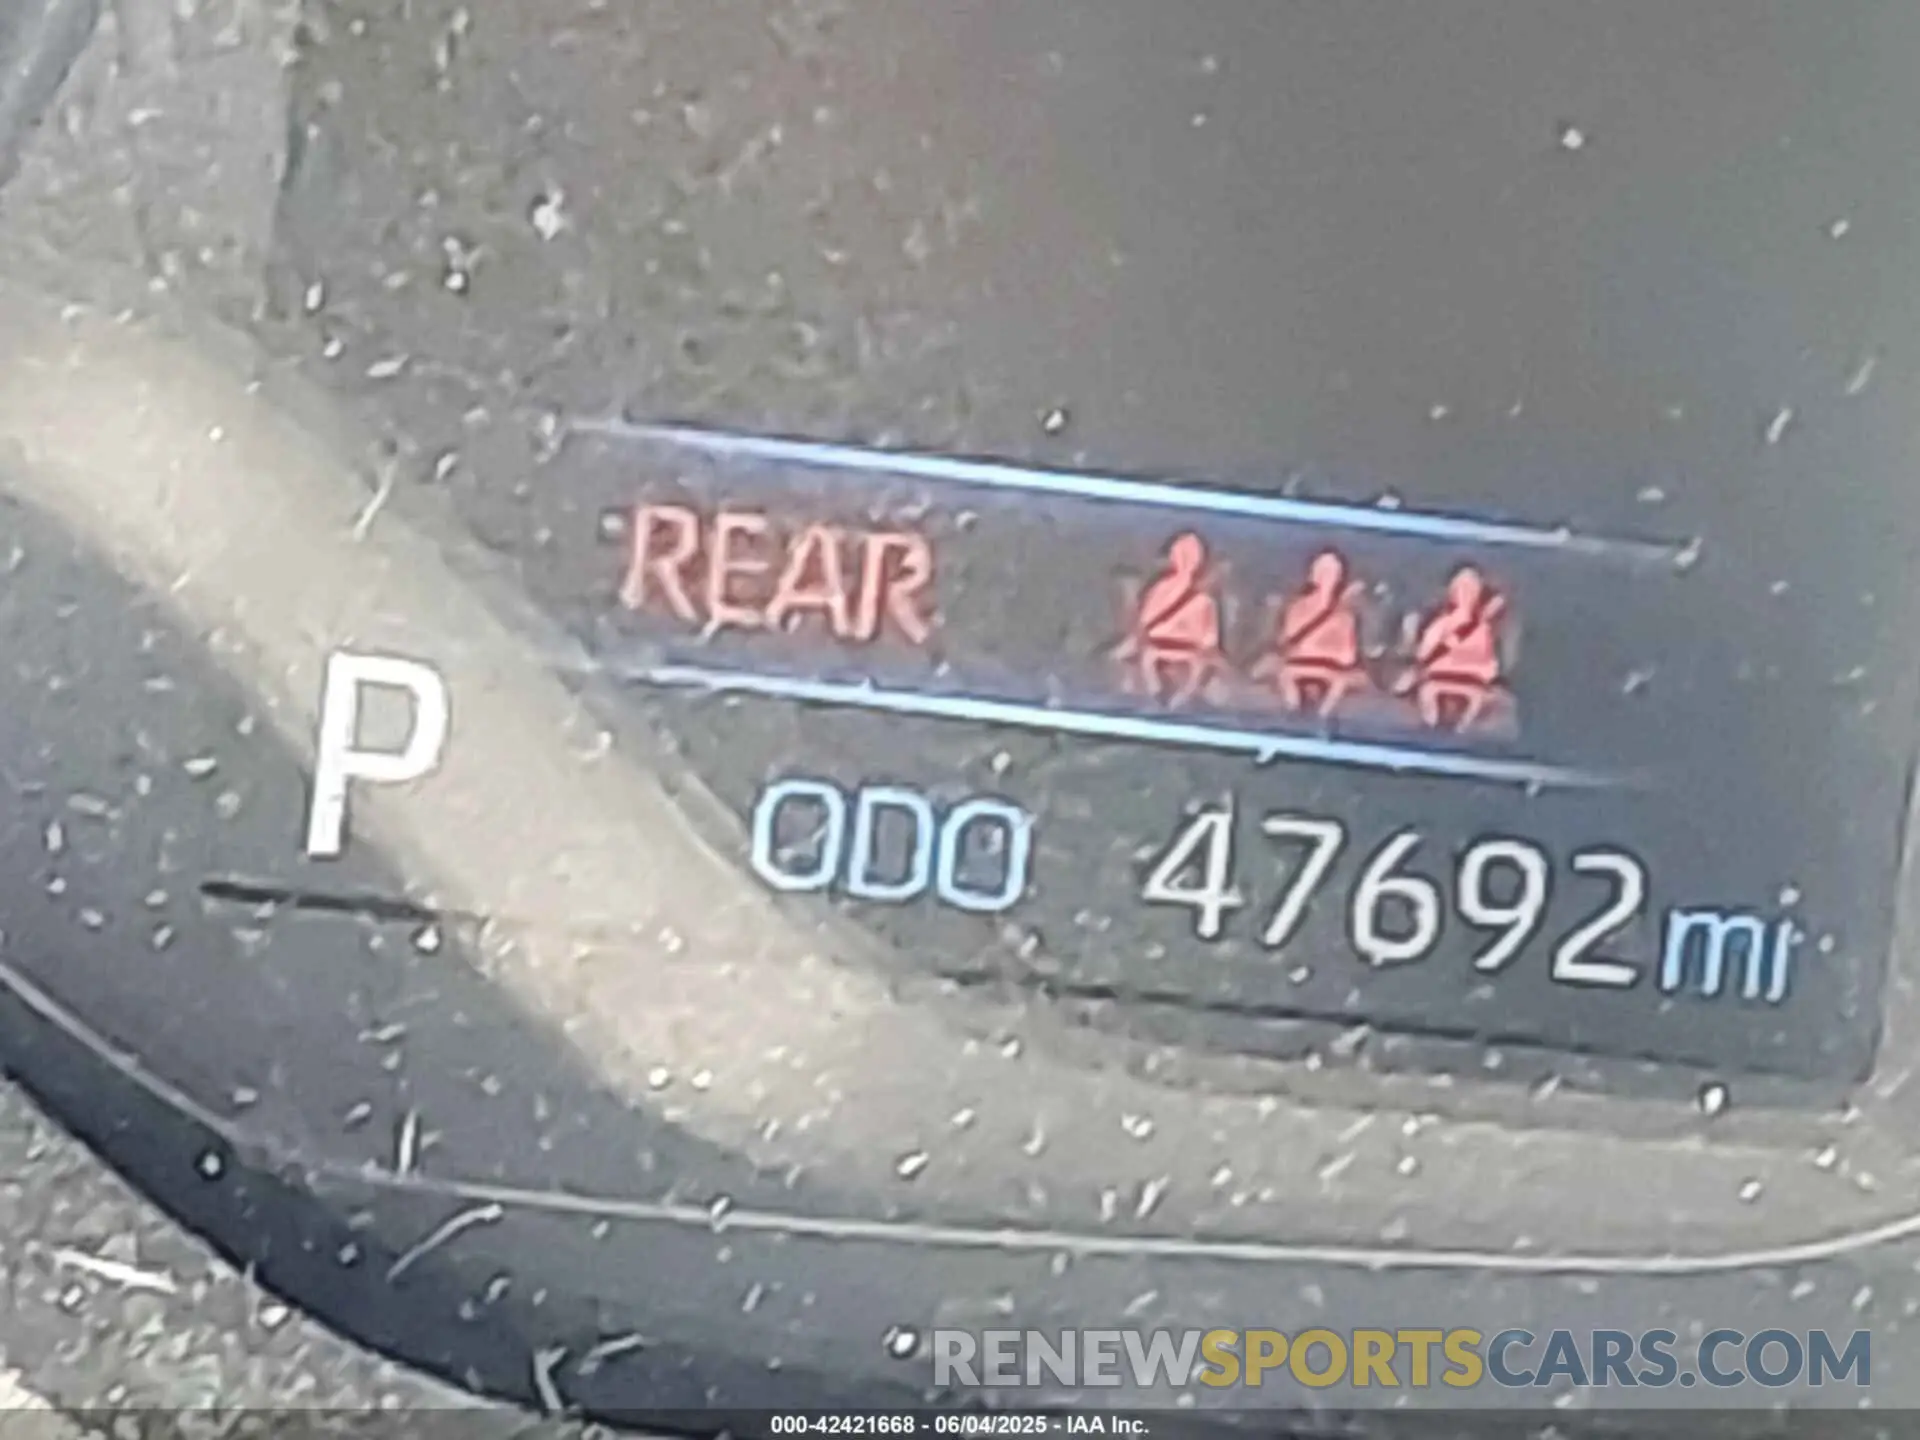 REAR
P
ODO 47692mi
RENEWSPORTSCARS.COM
000-42421668 - 06/04/2025 - IAA Inc.